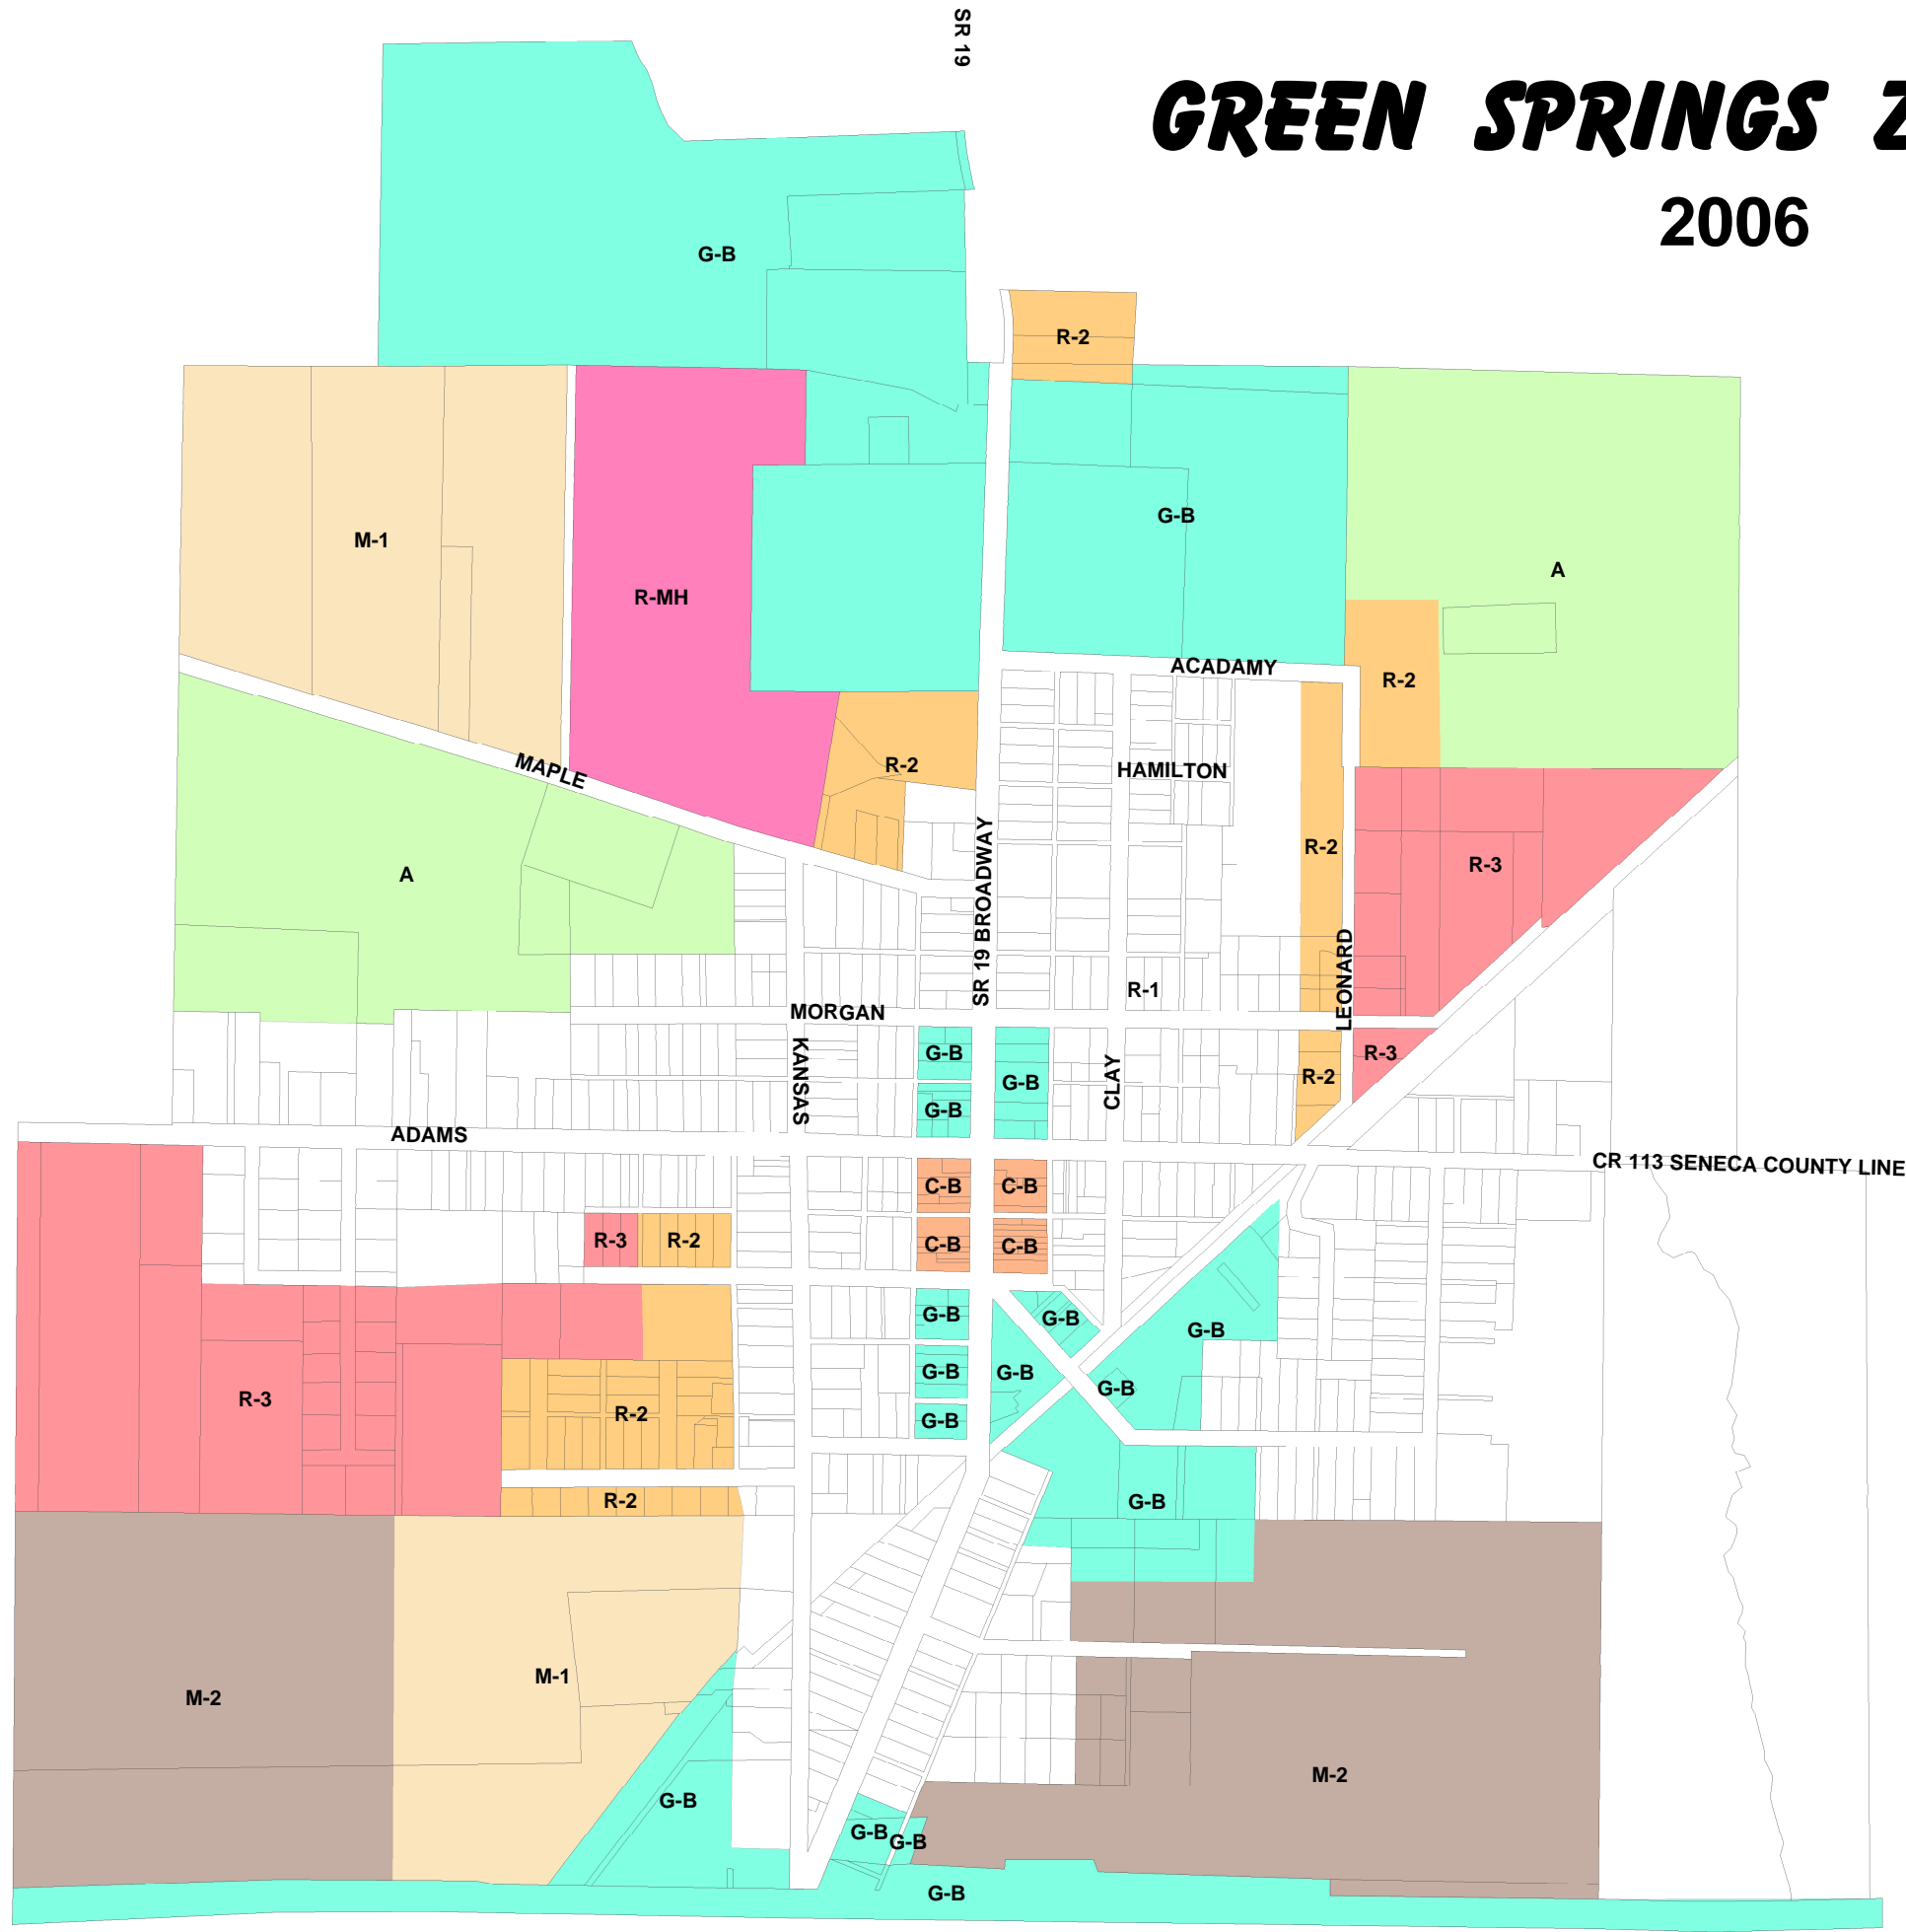 SR 19
GREEN SPRINGS Z
2006
G-B
R-2
G-B
M-1
A
R-MH
ACADAMY
R-2
R-2
HAMILTON
MAPLE
R-2
R-3
A
SR 19 BROADWAY
LEONARD
R-1
MORGAN
KANSAS
G-B
G-B
CLAY
R-3
R-2
G-B
ADAMS
CR 113 SENECA COUNTY LINE
C-B
C-B
R-3
R-2
C-B
C-B
G-B
G-B
G-B
G-B
G-B
G-B
R-3
R-2
G-B
R-2
G-B
M-1
M-2
M-2
G-B
G-B
G-B
G-B